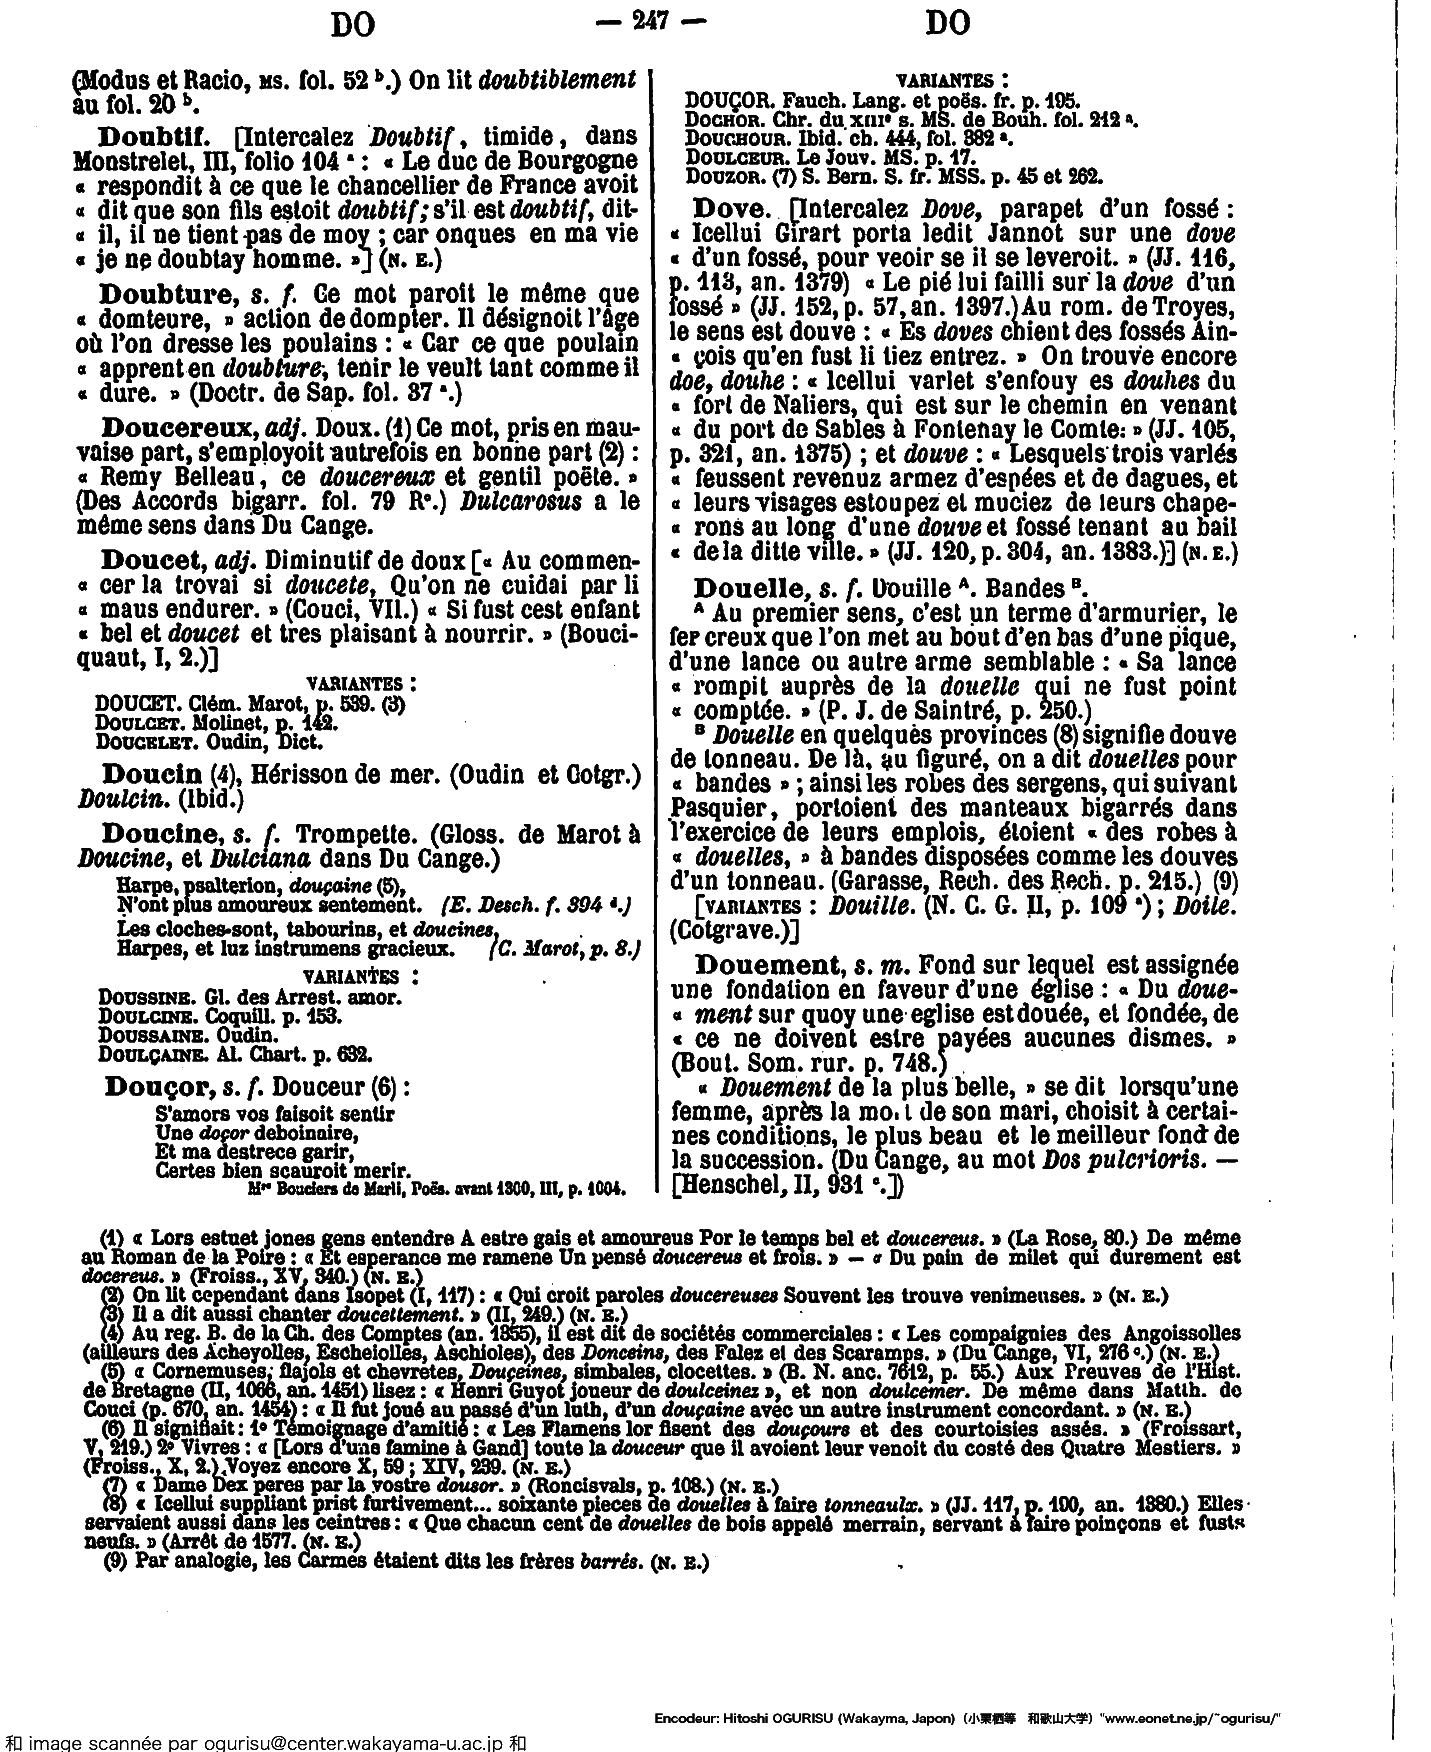 DO — 247 — DO
(Modus et Racio, MS. fol. 52 b.) On lit doubtiblement
au fol. 20 b.
Doubtif. [Intercalez Doubtif, timide, dans
Monstrelet, III, folio 104 a : « Le duc de Bourgogne
« respondit à ce que le chancellier de France avoit
« dit que son fils estoit doubtif; s'il est doubtif, dit-
« il, il ne tient pas de moy ; car onques en ma vie
« je ne doubtay homme. »] (N. E.)
Doubture, s. f. Ce mot paroit le même que
« domteure, » action de dompter. Il désignoit l'âge
où l'on dresse les poulains : « Car ce que poulain
« apprent en doubture, tenir le veult tant comme il
« dure. » (Doctr. de Sap. fol. 37 a.)
Doucereux, adj. Doux. (1) Ce mot, pris en mau-
vaise part, s'employoit autrefois en bonne part (2) :
« Remy Belleau, ce doucereux et gentil poëte. »
(Des Accords bigarr. fol. 79 Ro.) Dulcarosus a le
même sens dans Du Cange.
Doucet, adj. Diminutif de doux [« Au commen-
« cer la trovai si doucete, Qu'on ne cuidai par li
« maus endurer. » (Couci, VII.) « Si fust cest enfant
« bel et doucet et tres plaisant à nourrir. » (Bouci-
quaut, I, 2.)]
VARIANTES :
DOUCET. Clém. Marot, p. 539. (3)
DOULCET. Molinet, p. 142.
DOUCELET. Oudin, Dict.
Doucin (4), Hérisson de mer. (Oudin et Cotgr.)
Doulcin. (Ibid.)
Doucine, s. f. Trompette. (Gloss. de Marot à
Doucine, et Dulciana dans Du Cange.)
Harpe, psalterion, douçaine (5),
N'ont plus amoureux sentement. (E. Desch. f. 394 d.)
Les cloches sont, tabourins, et doucines,
Harpes, et luz instrumens gracieux. (C. Marot, p. 8.)
VARIANTES :
DOUSSINE. Gl. des Arrest. amor.
DOULCINE. Coquill. p. 153.
DOUSSAINE. Oudin.
DOULÇAINE. Al. Chart. p. 632.
Douçor, s. f. Douceur (6) :
S'amors vos faisoit sentir
Une doçor deboinaire,
Et ma destrece garir,
Certes bien scauroit merir.
Mre Bouciers de Marli, Poës. avant 1300, III, p. 1004.
VARIANTES :
DOUÇOR. Fauch. Lang. et poës. fr. p. 195.
DOCHOR. Chr. du XIIIe s. MS. de Bouh. fol. 212 a.
DOUCHOUR. Ibid. ch. 444, fol. 382 a.
DOULCEUR. Le Jouv. MS. p. 17.
DOUZOR. (7) S. Bern. S. fr. MSS. p. 45 et 262.
Dove. [Intercalez Dove, parapet d'un fossé :
« Icellui Girart porta ledit Jannot sur une dove
« d'un fossé, pour veoir se il se leveroit. » (JJ. 116,
p. 113, an. 1379) « Le pié lui failli sur la dove d'un
fossé » (JJ. 152, p. 57, an. 1397.) Au rom. de Troyes,
le sens est douve : « Es doves chient des fossés Ain-
« çois qu'en fust li tiez entrez. » On trouve encore
doe, douhe : « Icellui varlet s'enfouy es douhes du
« fort de Naliers, qui est sur le chemin en venant
« du port de Sables à Fontenay le Comte: » (JJ. 105,
p. 321, an. 1375) ; et douve : « Lesquels trois varlés
« feussent revenuz armez d'espées et de dagues, et
« leurs visages estoupez et muciez de leurs chape-
« rons au long d'une douve et fossé tenant au bail
« de la ditte ville. » (JJ. 120, p. 304, an. 1383.)] (N. E.)
Douelle, s. f. Douille A. Bandes B.
A Au premier sens, c'est un terme d'armurier, le
fer creux que l'on met au bout d'en bas d'une pique,
d'une lance ou autre arme semblable : « Sa lance
« rompit auprès de la douelle qui ne fust point
« comptée. » (P. J. de Saintré, p. 250.)
B Douelle en quelques provinces (8) signifie douve
de tonneau. De là, au figuré, on a dit douelles pour
« bandes » ; ainsi les robes des sergens, qui suivant
Pasquier, portoient des manteaux bigarrés dans
l'exercice de leurs emplois, étoient « des robes à
« douelles, » à bandes disposées comme les douves
d'un tonneau. (Garasse, Rech. des Rech. p. 215.) (9)
[VARIANTES : Douille. (N. C. G. II, p. 109 a) ; Doile.
(Cotgrave.)]
Douement, s. m. Fond sur lequel est assignée
une fondation en faveur d'une église : « Du doue-
« ment sur quoy une eglise est douée, et fondée, de
« ce ne doivent estre payées aucunes dismes. »
(Bout. Som. rur. p. 748.)
« Douement de la plus belle, » se dit lorsqu'une
femme, après la mort de son mari, choisit à certai-
nes conditions, le plus beau et le meilleur fond de
la succession. (Du Cange, au mot Dos pulcrioris. —
[Henschel, II, 931 c.])
(1) « Lors estuet jones gens entendre A estre gais et amoureus Por le temps bel et doucereus. » (La Rose, 80.) De même
au Roman de la Poire : « Et esperance me ramene Un pensé doucereus et frois. » — « Du pain de milet qui durement est
docereus. » (Froiss., XV, 340.) (N. E.)
(2) On lit cependant dans Isopet (I, 117) : « Qui croit paroles doucereuses Souvent les trouve venimeuses. » (N. E.)
(3) Il a dit aussi chanter doucettement. » (II, 249.) (N. E.)
(4) Au reg. B. de la Ch. des Comptes (an. 1355), il est dit de sociétés commerciales : « Les compaignies des Angoissolles
(ailleurs des Acheyolles, Escheiolles, Aschioles), des Donceins, des Falez et des Scaramps. » (Du Cange, VI, 276 c.) (N. E.)
(5) « Cornemuses, flajols et chevretes, Douçeines, simbales, clocettes. » (B. N. anc. 7612, p. 55.) Aux Preuves de l'Hist.
de Bretagne (II, 1066, an. 1451) lisez : « Henri Guyot joueur de doulceinez », et non doulcemer. De même dans Matth. de
Couci (p. 670, an. 1454) : « Il fut joué au passé d'un luth, d'un douçaine avec un autre instrument concordant. » (N. E.)
(6) Il signifiait : 1o Témoignage d'amitié : « Les Flamens lor fisent des douçours et des courtoisies assés. » (Froissart,
V, 219.) 2o Vivres : « [Lors d'une famine à Gand] toute la douceur que il avoient leur venoit du costé des Quatre Mestiers. »
(Froiss., X, 2.) Voyez encore X, 59 ; XIV, 239. (N. E.)
(7) « Dame Dex peres par la vostre dousor. » (Roncisvals, p. 108.) (N. E.)
(8) « Icellui suppliant prist furtivement... soixante pieces de douelles à faire tonneaulx. » (JJ. 117, p. 100, an. 1380.) Elles
servaient aussi dans les ceintres : « Que chacun cent de douelles de bois appelé merrain, servant à faire poinçons et fusts
neufs. » (Arrêt de 1577. (N. E.)
(9) Par analogie, les Carmes étaient dits les frères barrés. (N. E.)
Encodeur: Hitoshi OGURISU (Wakayma, Japon) (小栗栖等 和歌山大学) "www.eonet.ne.jp/~ogurisu/"
和 image scannée par ogurisu@center.wakayama-u.ac.jp 和